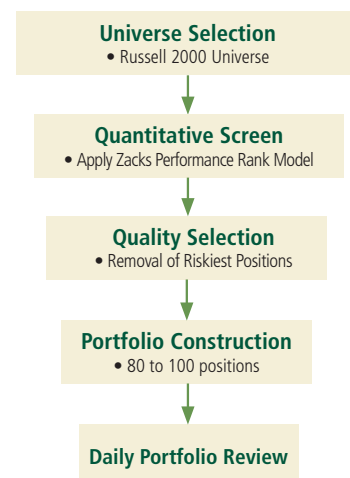 Universe Selection
• Russell 2000 Universe
Quantitative Screen
• Apply Zacks Performance Rank Model
Quality Selection
• Removal of Riskiest Positions
Portfolio Construction
• 80 to 100 positions
Daily Portfolio Review